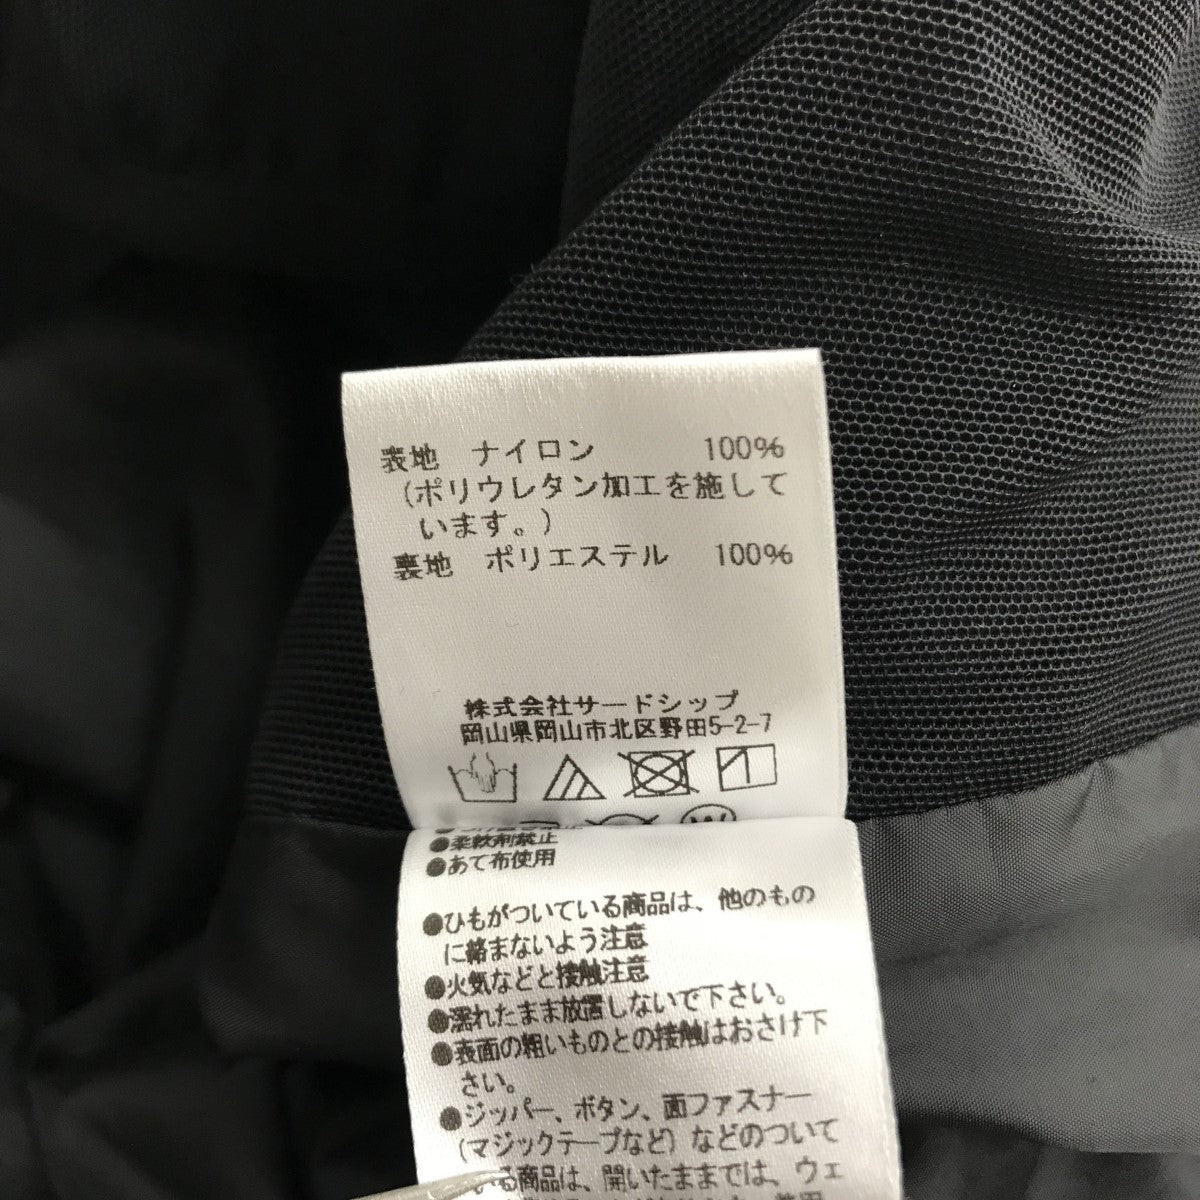 表地 ナイロン 100%
(ポリウレタン加工を施して
います。)
裏地 ポリエステル 100%
株式会社サードシップ
岡山県岡山市北区野田5-2-7
W
●柔軟剤禁止
●あて布使用
●ひもがついている商品は、他のもの
に絡まないよう注意
●火気などと接触注意
●濡れたまま放置しないで下さい。
●表面の粗いものとの接触はおさけ下
さい。
●ジッパー、ボタン、面ファスナー
(マジックテープなど)などのついて
いる商品は、開いたままでは、ウェ